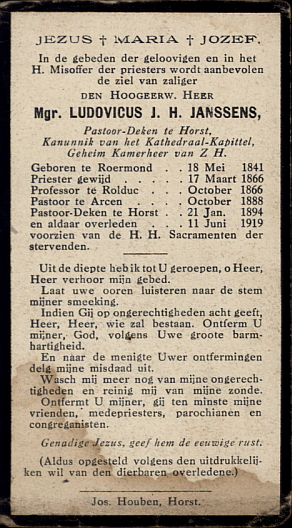 JEZUS † MARIA † JOZEF.
In de gebeden der geloovigen en in het
H. Misoffer der priesters wordt aanbevolen
de ziel van zaliger
DEN HOOGEERW. HEER
Mgr. LUDOVICUS J. H. JANSSENS,
Pastoor-Deken te Horst,
Kanunnik van het Kathedraal-Kapittel,
Geheim Kamerheer van Z H.
Geboren te Roermond - 18 Mei 1841
Priester gewijd - - 17 Maart 1866
Professor te Rolduc - October 1866
Pastoor te Arcen - October 1888
Pastoor-Deken te Horst - 21 Jan. 1894
en aldaar overleden - 11 Juni 1919
voorzien van de H. H. Sacramenten der
stervenden.
Uit de diepte heb ik tot U geroepen, o Heer,
Heer verhoor mijn gebed.
Laat uwe ooren luisteren naar de stem
mijner smeeking.
Indien Gij op ongerechtigheden acht geeft,
Heer, Heer, wie zal bestaan. Ontferm U
mijner, God, volgens Uwe groote barm-
hartigheid.
En naar de menigte Uwer ontfermingen
delg mijne misdaad uit.
Wasch mij meer nog van mijne ongerech-
tigheden en reinig mij van mijne zonde.
Ontfermt U mijner, gij ten minste mijne
vrienden, medepriesters, parochianen en
congreganisten.
Genadige Jezus, geef hem de eeuwige rust.
(Aldus opgesteld volgens den uitdrukkelij-
ken wil van den dierbaren overledene.)
Jos. Houben, Horst.